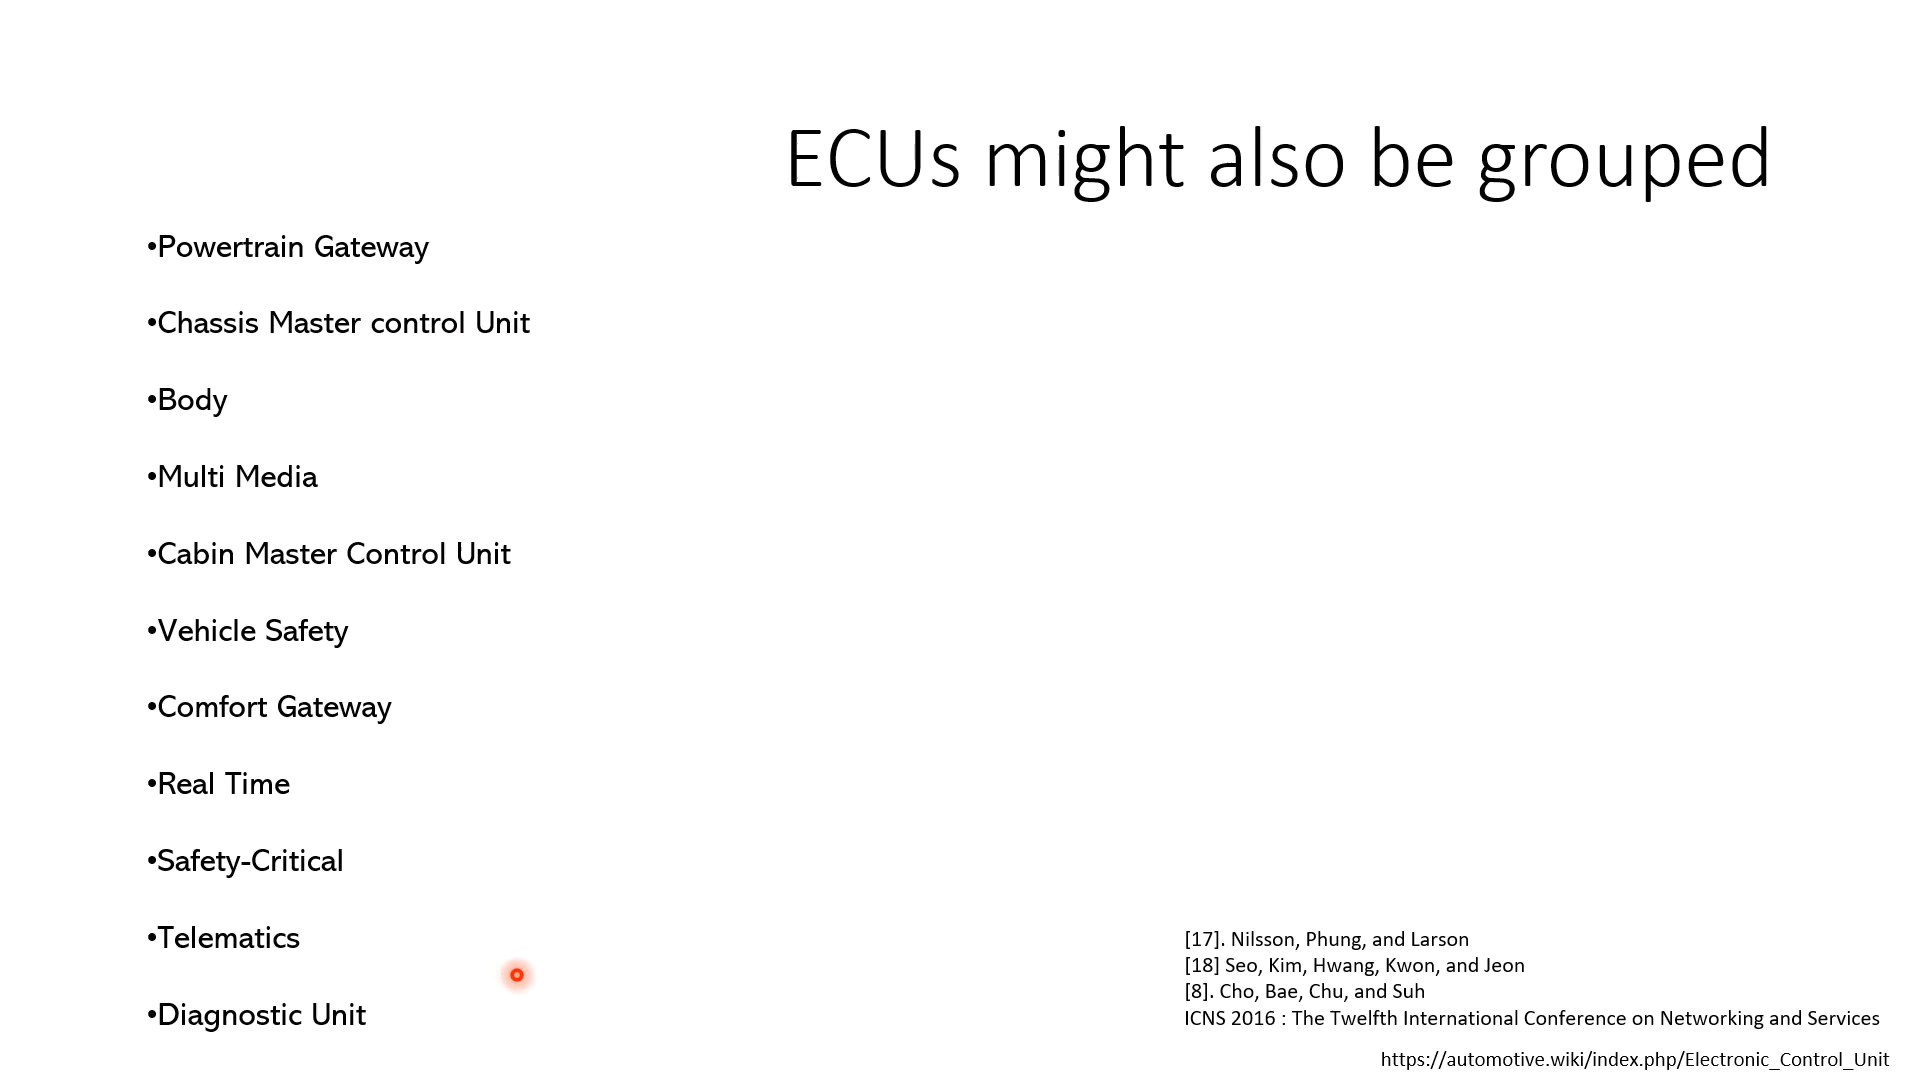 ECUs might also be grouped
•Powertrain Gateway
•Chassis Master control Unit
•Body
•Multi Media
•Cabin Master Control Unit
•Vehicle Safety
•Comfort Gateway
•Real Time
•Safety-Critical
•Telematics
•Diagnostic Unit
[17]. Nilsson, Phung, and Larson
[18] Seo, Kim, Hwang, Kwon, and Jeon
[8]. Cho, Bae, Chu, and Suh
ICNS 2016 : The Twelfth International Conference on Networking and Services
https://automotive.wiki/index.php/Electronic_Control_Unit